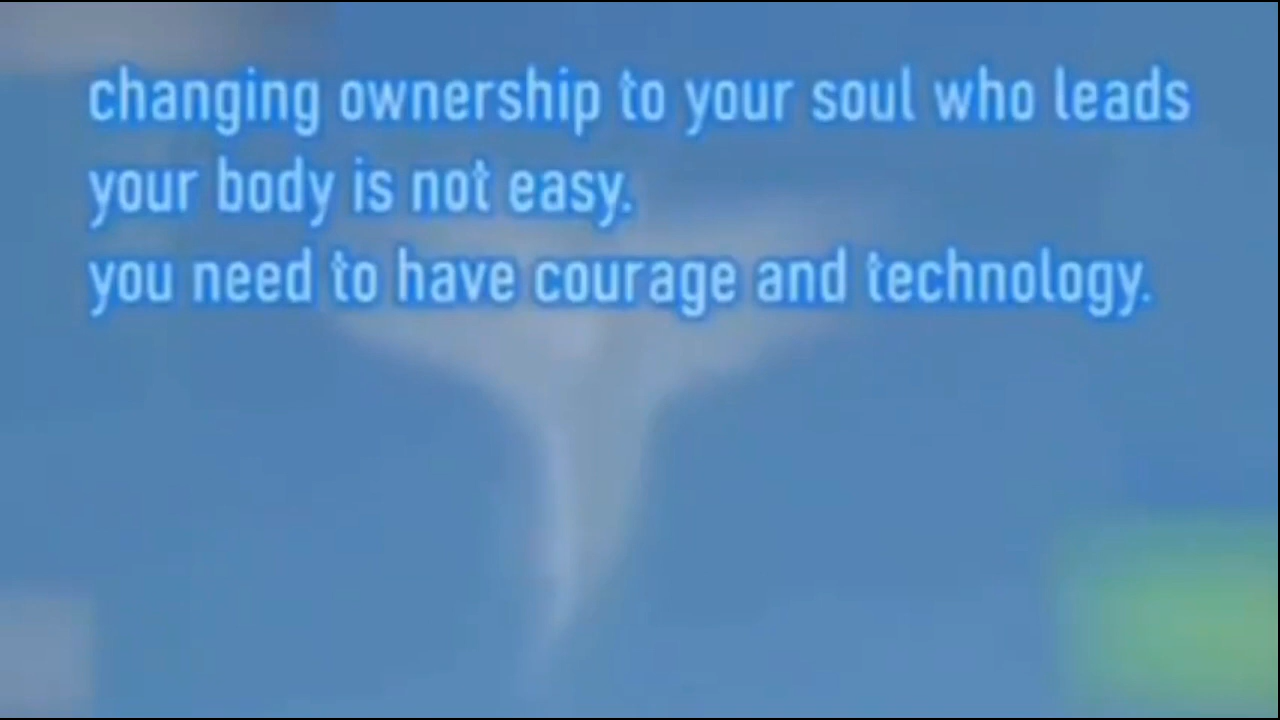 changing ownership to your soul who leads
your body is not easy.
you need to have courage and technology.